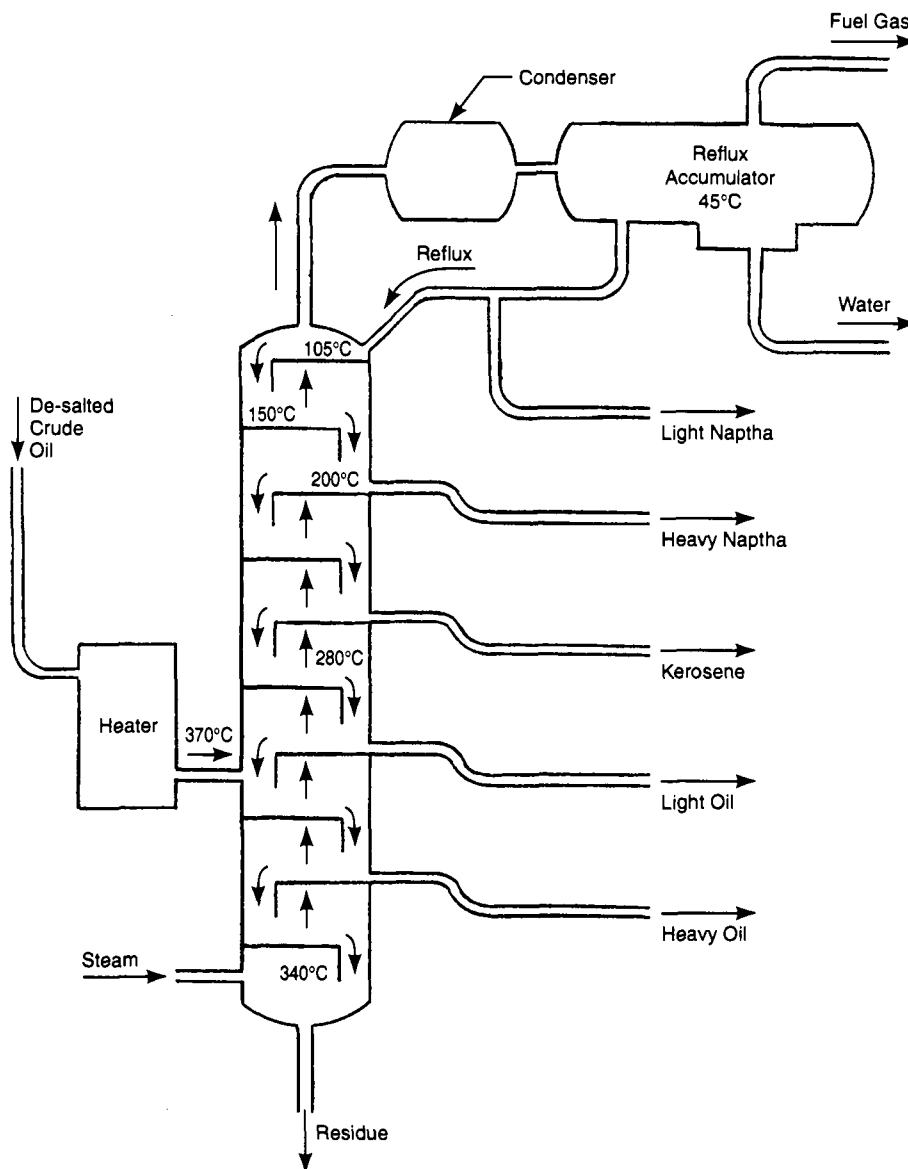 Fuel Gas
Condenser
Reflux
Accumulator
45°C
Reflux
Water
105°C
De-salted
Crude
Oil
150°C
Light Naptha
200°C
Heavy Naptha
280°C
Kerosene
Heater
370°C
Light Oil
Heavy Oil
Steam
340°C
Residue